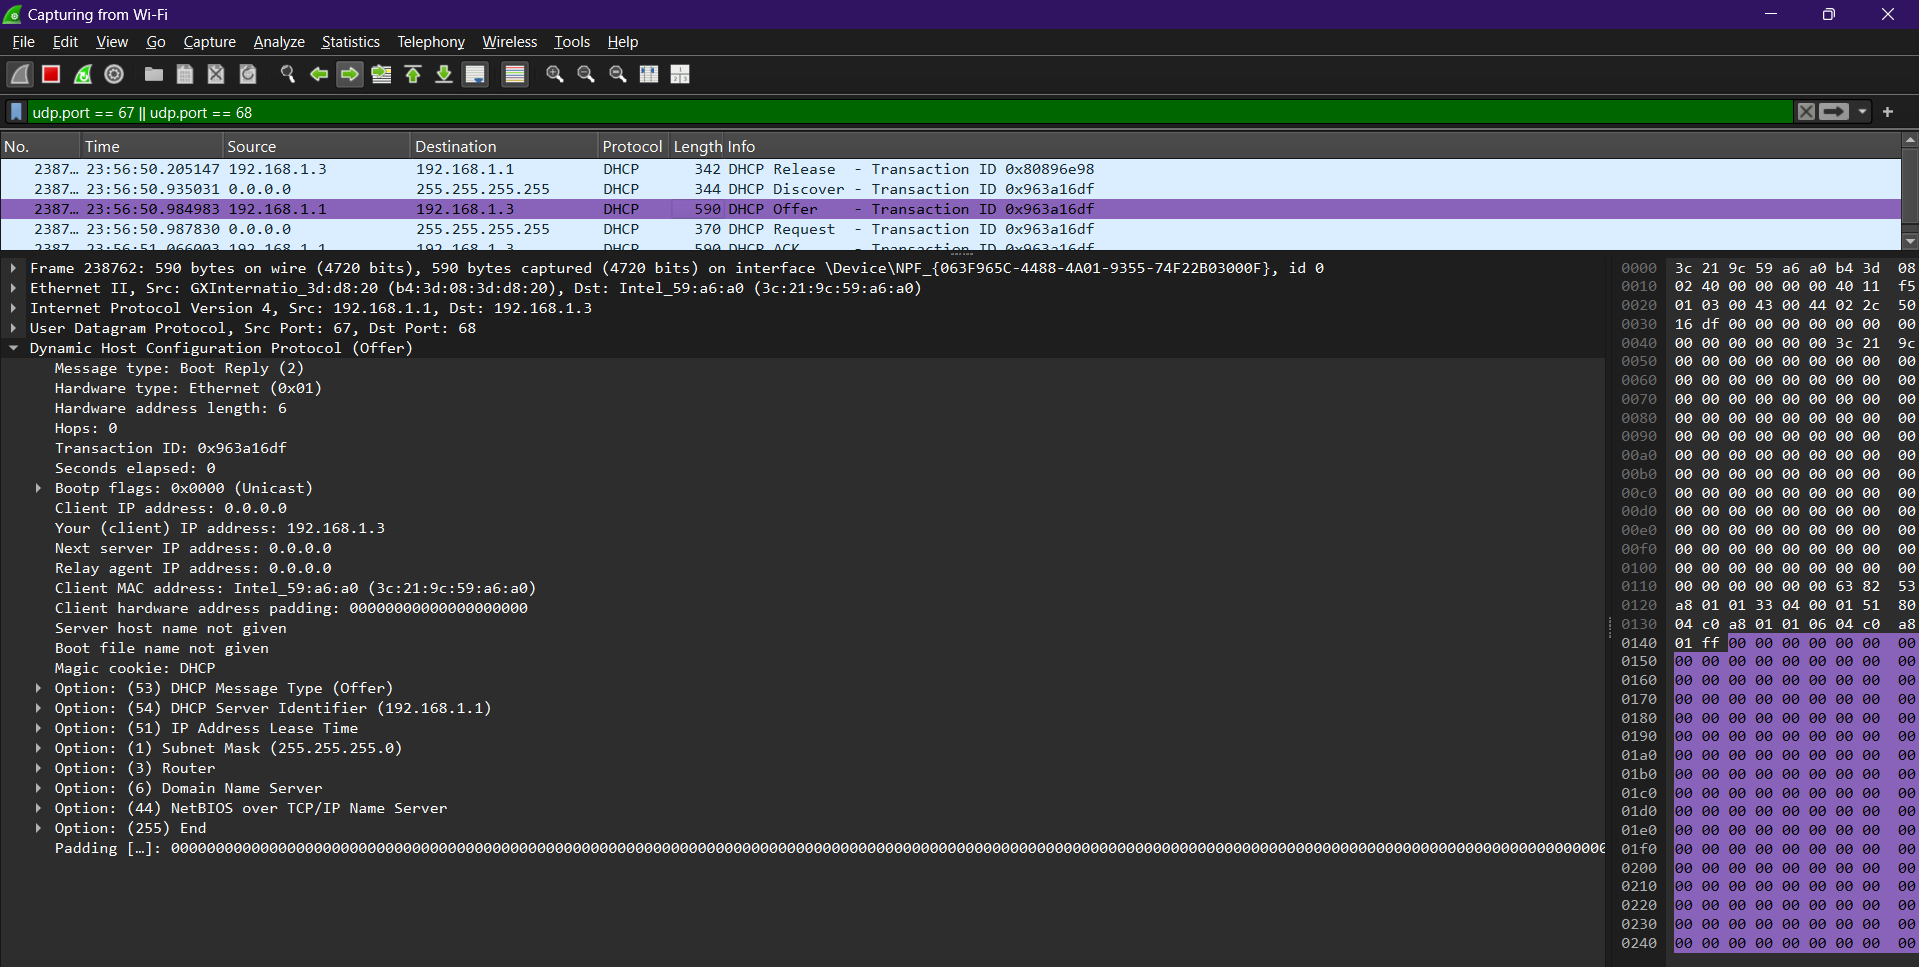 Capturing from Wi-Fi
File Edit View Go Capture Analyze Statistics Telephony Wireless Tools Help
udp.port == 67 || udp.port == 68
No. Time Source Destination Protocol Length Info
2387… 23:56:50.205147 192.168.1.3 192.168.1.1 DHCP 342 DHCP Release - Transaction ID 0x80896e98
2387… 23:56:50.935031 0.0.0.0 255.255.255.255 DHCP 344 DHCP Discover - Transaction ID 0x963a16df
2387… 23:56:50.984983 192.168.1.1 192.168.1.3 DHCP 590 DHCP Offer - Transaction ID 0x963a16df
2387… 23:56:50.987830 0.0.0.0 255.255.255.255 DHCP 370 DHCP Request - Transaction ID 0x963a16df
2387 23:56:51.066003 192.168.1.1 192.168.1.3 DHCP 590 DHCP ACK - Transaction ID 0x963a16df
Frame 238762: 590 bytes on wire (4720 bits), 590 bytes captured (4720 bits) on interface \Device\NPF_{063F965C-4488-4A01-9355-74F22B03000F}, id 0
Ethernet II, Src: GXInternatio_3d:d8:20 (b4:3d:08:3d:d8:20), Dst: Intel_59:a6:a0 (3c:21:9c:59:a6:a0)
Internet Protocol Version 4, Src: 192.168.1.1, Dst: 192.168.1.3
User Datagram Protocol, Src Port: 67, Dst Port: 68
Dynamic Host Configuration Protocol (Offer)
Message type: Boot Reply (2)
Hardware type: Ethernet (0x01)
Hardware address length: 6
Hops: 0
Transaction ID: 0x963a16df
Seconds elapsed: 0
Bootp flags: 0x0000 (Unicast)
Client IP address: 0.0.0.0
Your (client) IP address: 192.168.1.3
Next server IP address: 0.0.0.0
Relay agent IP address: 0.0.0.0
Client MAC address: Intel_59:a6:a0 (3c:21:9c:59:a6:a0)
Client hardware address padding: 00000000000000000000
Server host name not given
Boot file name not given
Magic cookie: DHCP
Option: (53) DHCP Message Type (Offer)
Option: (54) DHCP Server Identifier (192.168.1.1)
Option: (51) IP Address Lease Time
Option: (1) Subnet Mask (255.255.255.0)
Option: (3) Router
Option: (6) Domain Name Server
Option: (44) NetBIOS over TCP/IP Name Server
Option: (255) End
Padding […]:
0000 3c 21 9c 59 a6 a0 b4 3d 08
0010 02 40 00 00 00 00 40 11 f5
0020 01 03 00 43 00 44 02 2c 50
0030 16 df 00 00 00 00 00 00 00
0040 00 00 00 00 00 00 3c 21 9c
0050 00 00 00 00 00 00 00 00 00
0060 00 00 00 00 00 00 00 00 00
0070 00 00 00 00 00 00 00 00 00
0080 00 00 00 00 00 00 00 00 00
0090 00 00 00 00 00 00 00 00 00
00a0 00 00 00 00 00 00 00 00 00
00b0 00 00 00 00 00 00 00 00 00
00c0 00 00 00 00 00 00 00 00 00
00d0 00 00 00 00 00 00 00 00 00
00e0 00 00 00 00 00 00 00 00 00
00f0 00 00 00 00 00 00 00 00 00
0100 00 00 00 00 00 00 00 00 00
0110 00 00 00 00 00 00 63 82 53
0120 a8 01 01 33 04 00 01 51 80
0130 04 c0 a8 01 01 06 04 c0 a8
0140 01 ff 00 00 00 00 00 00 00
0150 00 00 00 00 00 00 00 00 00
0160 00 00 00 00 00 00 00 00 00
0170 00 00 00 00 00 00 00 00 00
0180 00 00 00 00 00 00 00 00 00
0190 00 00 00 00 00 00 00 00 00
01a0 00 00 00 00 00 00 00 00 00
01b0 00 00 00 00 00 00 00 00 00
01c0 00 00 00 00 00 00 00 00 00
01d0 00 00 00 00 00 00 00 00 00
01e0 00 00 00 00 00 00 00 00 00
01f0 00 00 00 00 00 00 00 00 00
0200 00 00 00 00 00 00 00 00 00
0210 00 00 00 00 00 00 00 00 00
0220 00 00 00 00 00 00 00 00 00
0230 00 00 00 00 00 00 00 00 00
0240 00 00 00 00 00 00 00 00 00